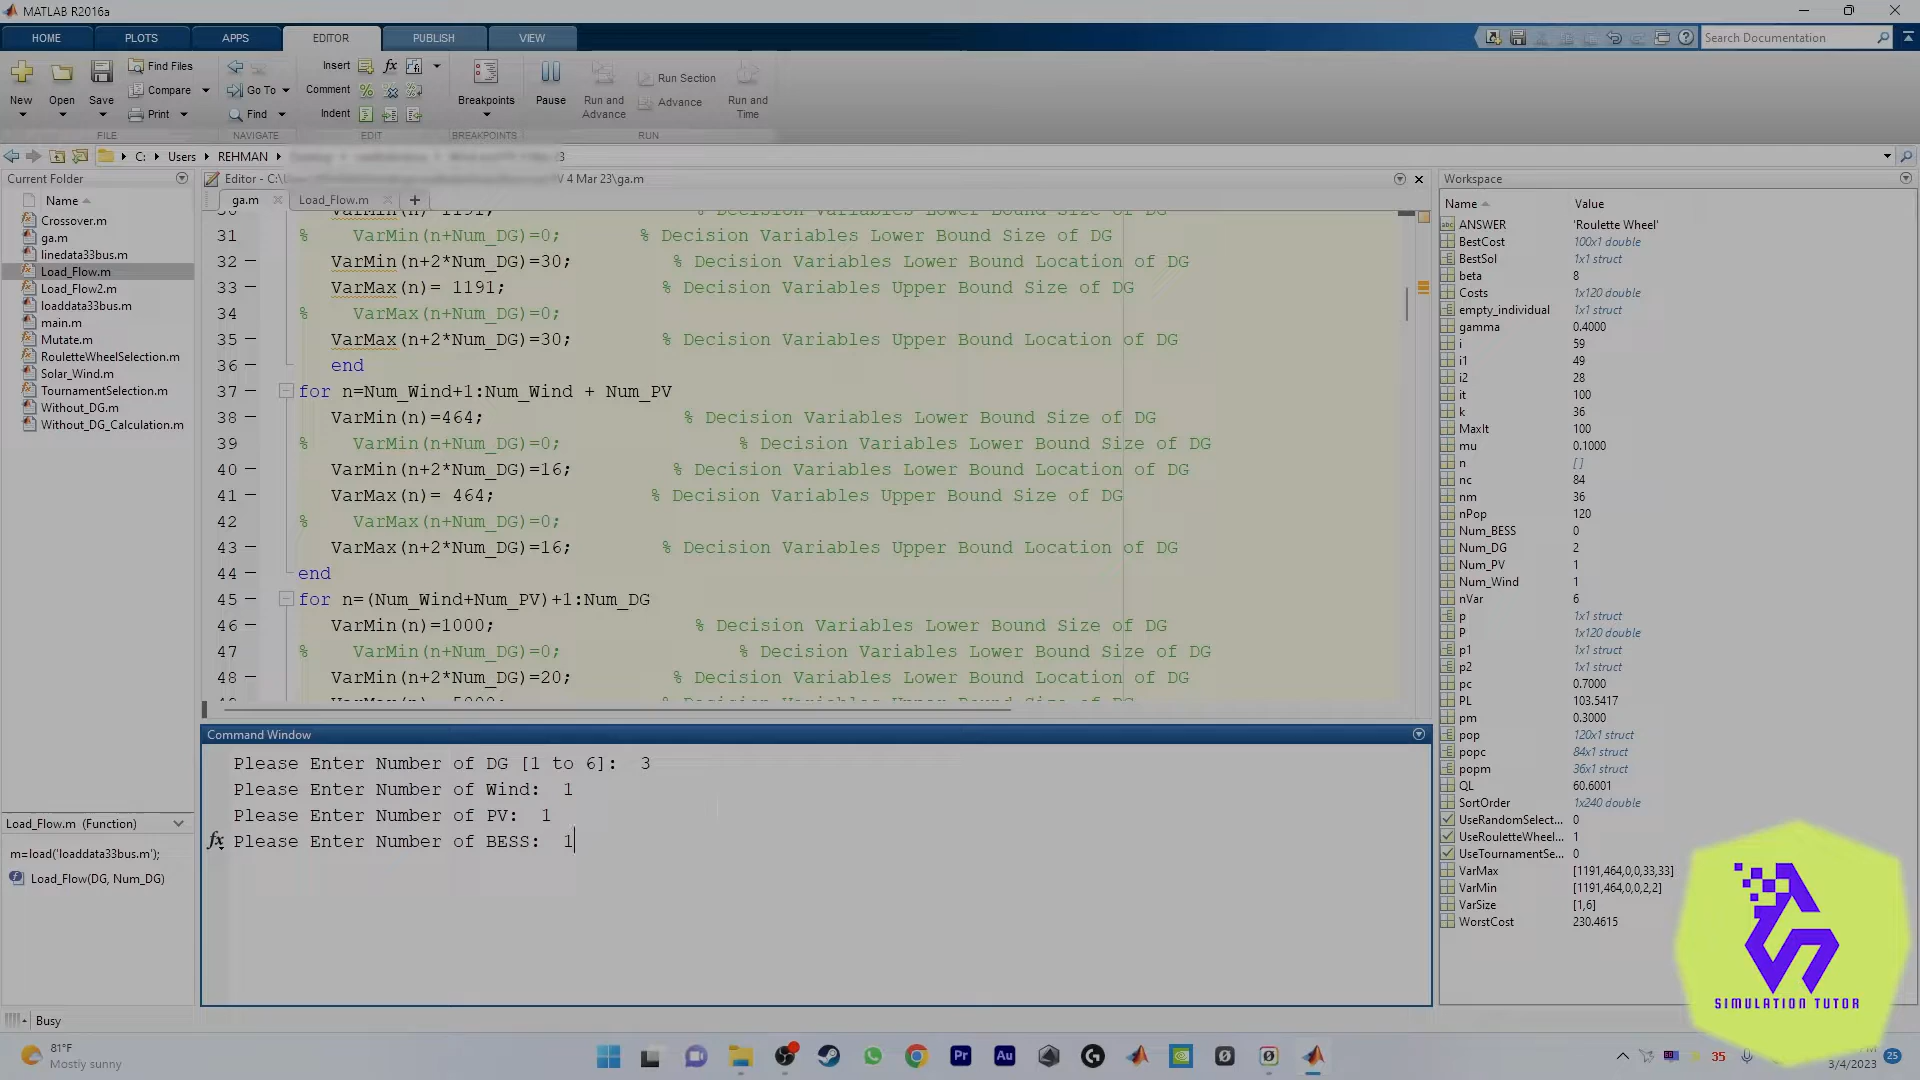 MATLAB R2016a
HOME PLOTS APPS EDITOR PUBLISH VIEW
Search Documentation
New Open Save Find Files Compare Print
Go To Find
Insert fx
Comment
Indent
Breakpoints Pause Run and Advance Run Section Advance Run and Time
FILE NAVIGATE EDIT BREAKPOINTS RUN
C: Users REHMAN
Current Folder
Name
Crossover.m
ga.m
linedata33bus.m
Load_Flow.m
Load_Flow2.m
loaddata33bus.m
main.m
Mutate.m
RouletteWheelSelection.m
Solar_Wind.m
TournamentSelection.m
Without_DG.m
Without_DG_Calculation.m
Load_Flow.m (Function)
m=load('loaddata33bus.m');
Load_Flow(DG, Num_DG)
Editor - C:\ V 4 Mar 23\ga.m
ga.m Load_Flow.m +
31 % VarMin(n+Num_DG)=0; % Decision Variables Lower Bound Size of DG
32 VarMin(n+2*Num_DG)=30; % Decision Variables Lower Bound Location of DG
33 VarMax(n)= 1191; % Decision Variables Upper Bound Size of DG
34 % VarMax(n+Num_DG)=0;
35 VarMax(n+2*Num_DG)=30; % Decision Variables Upper Bound Location of DG
36 end
37 for n=Num_Wind+1:Num_Wind + Num_PV
38 VarMin(n)=464; % Decision Variables Lower Bound Size of DG
39 % VarMin(n+Num_DG)=0; % Decision Variables Lower Bound Size of DG
40 VarMin(n+2*Num_DG)=16; % Decision Variables Lower Bound Location of DG
41 VarMax(n)= 464; % Decision Variables Upper Bound Size of DG
42 % VarMax(n+Num_DG)=0;
43 VarMax(n+2*Num_DG)=16; % Decision Variables Upper Bound Location of DG
44 end
45 for n=(Num_Wind+Num_PV)+1:Num_DG
46 VarMin(n)=1000; % Decision Variables Lower Bound Size of DG
47 % VarMin(n+Num_DG)=0; % Decision Variables Lower Bound Size of DG
48 VarMin(n+2*Num_DG)=20; % Decision Variables Lower Bound Location of DG
Command Window
Please Enter Number of DG [1 to 6]: 3
Please Enter Number of Wind: 1
Please Enter Number of PV: 1
fx Please Enter Number of BESS: 1
Workspace
Name Value
ANSWER 'Roulette Wheel'
BestCost 100x1 double
BestSol 1x1 struct
beta 8
Costs 1x120 double
empty_individual 1x1 struct
gamma 0.4000
i 59
i1 49
i2 28
it 100
k 36
MaxIt 100
mu 0.1000
n []
nc 84
nm 36
nPop 120
Num_BESS 0
Num_DG 2
Num_PV 1
Num_Wind 1
nVar 6
p 1x1 struct
P 1x120 double
p1 1x1 struct
p2 1x1 struct
pc 0.7000
PL 103.5417
pm 0.3000
pop 120x1 struct
popc 84x1 struct
popm 36x1 struct
QL 60.6001
SortOrder 1x240 double
UseRandomSelect... 0
UseRouletteWheel... 1
UseTournamentSe... 0
VarMax [1191,464,0,0,33,33]
VarMin [1191,464,0,0,2,2]
VarSize [1,6]
WorstCost 230.4615
SIMULATION TUTOR
Busy
81°F
Mostly sunny
Pr Au
35
3/4/2023
25